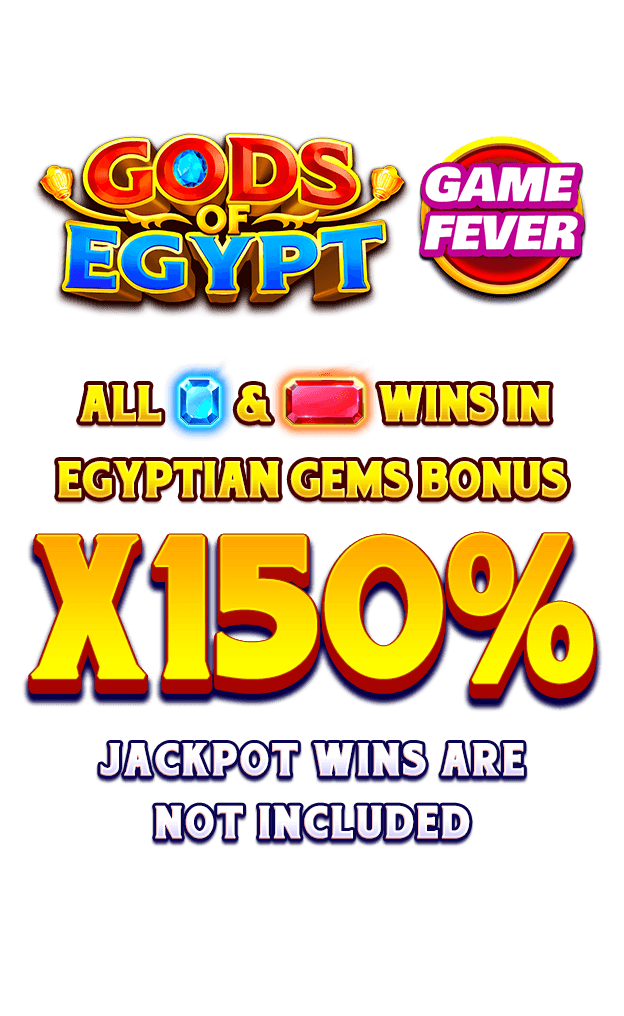 GODS
OF
EGYPT
GAME
FEVER
ALL & WINS IN
EGYPTIAN GEMS BONUS
X150%
JACKPOT WINS ARE
NOT INCLUDED